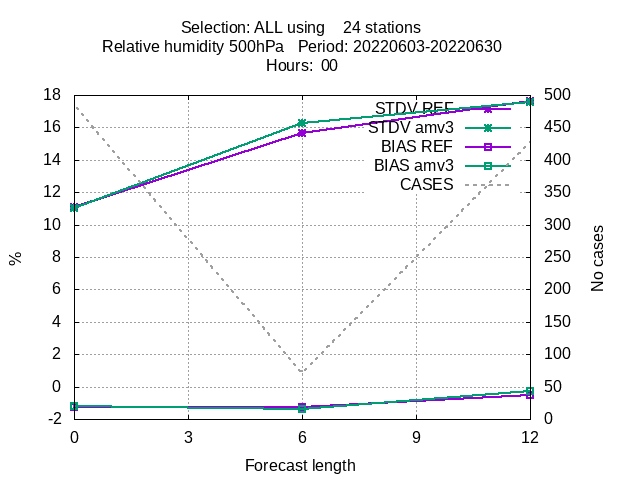 Selection: ALL using    24 stations
Relative humidity 500hPa   Period: 20220603-20220630
Hours:  00
18
16
14
12
10
8
6
4
2
0
-2
%
STDV REF
STDV amv3
BIAS REF
BIAS amv3
CASES
500
450
400
350
300
250
200
150
100
50
0
No cases
0 3 6 9 12
Forecast length